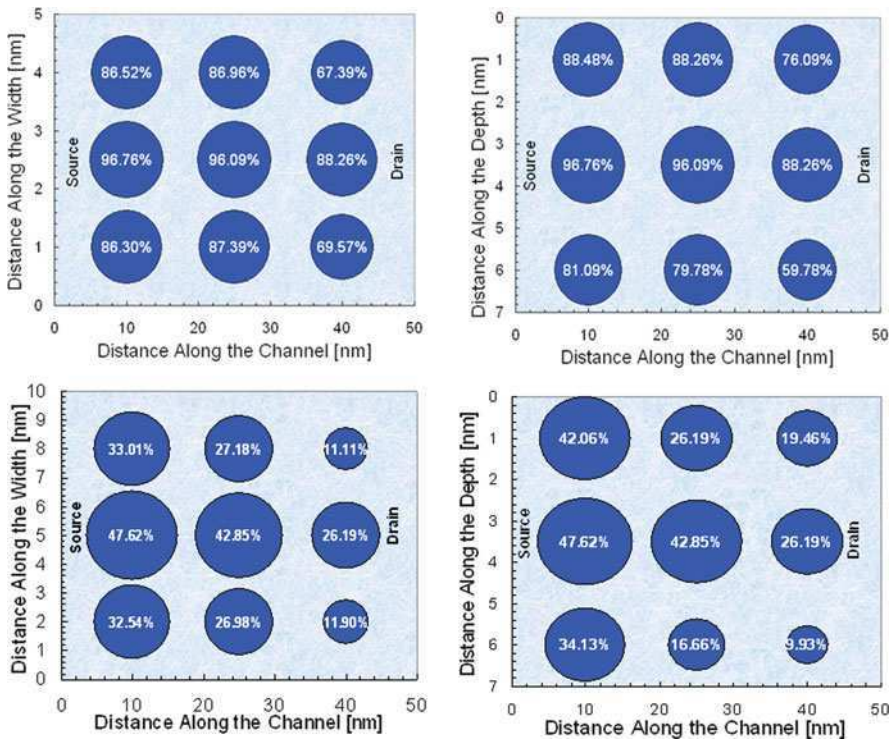 5
4
3
2
1
0
Distance Along the Width [nm]
Source
Drain
86.52% 86.96% 67.39%
96.76% 96.09% 88.26%
86.30% 87.39% 69.57%
0 10 20 30 40 50
Distance Along the Channel [nm]
0
1
2
3
4
5
6
7
Distance Along the Depth [nm]
Source
Drain
88.48% 88.26% 76.09%
96.76% 96.09% 88.26%
81.09% 79.78% 59.78%
0 10 20 30 40 50
Distance Along the Channel [nm]
10
9
8
7
6
5
4
3
2
1
0
Distance Along the Width [nm]
Source
Drain
33.01% 27.18% 11.11%
47.62% 42.85% 26.19%
32.54% 26.98% 11.90%
0 10 20 30 40 50
Distance Along the Channel [nm]
0
1
2
3
4
5
6
7
Distance Along the Depth [nm]
Source
Drain
42.06% 26.19% 19.46%
47.62% 42.85% 26.19%
34.13% 16.66% 9.93%
0 10 20 30 40 50
Distance Along the Channel [nm]